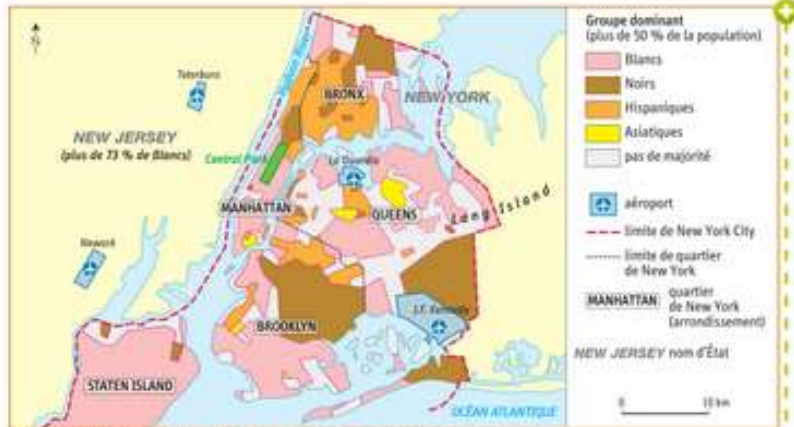 N
Teterboro
Hudson River
BRONX
NEW YORK
NEW JERSEY
(plus de 73 % de Blancs)
Central Park
La Guardia
MANHATTAN
QUEENS
Long Island
Newark
J.F. Kennedy
BROOKLYN
STATEN ISLAND
OCÉAN ATLANTIQUE
Groupe dominant
(plus de 50 % de la population)
Blancs
Noirs
Hispaniques
Asiatiques
pas de majorité
aéroport
limite de New York City
limite de quartier
de New York
MANHATTAN
quartier
de New York
(arrondissement)
NEW JERSEY nom d'État
0 10 km